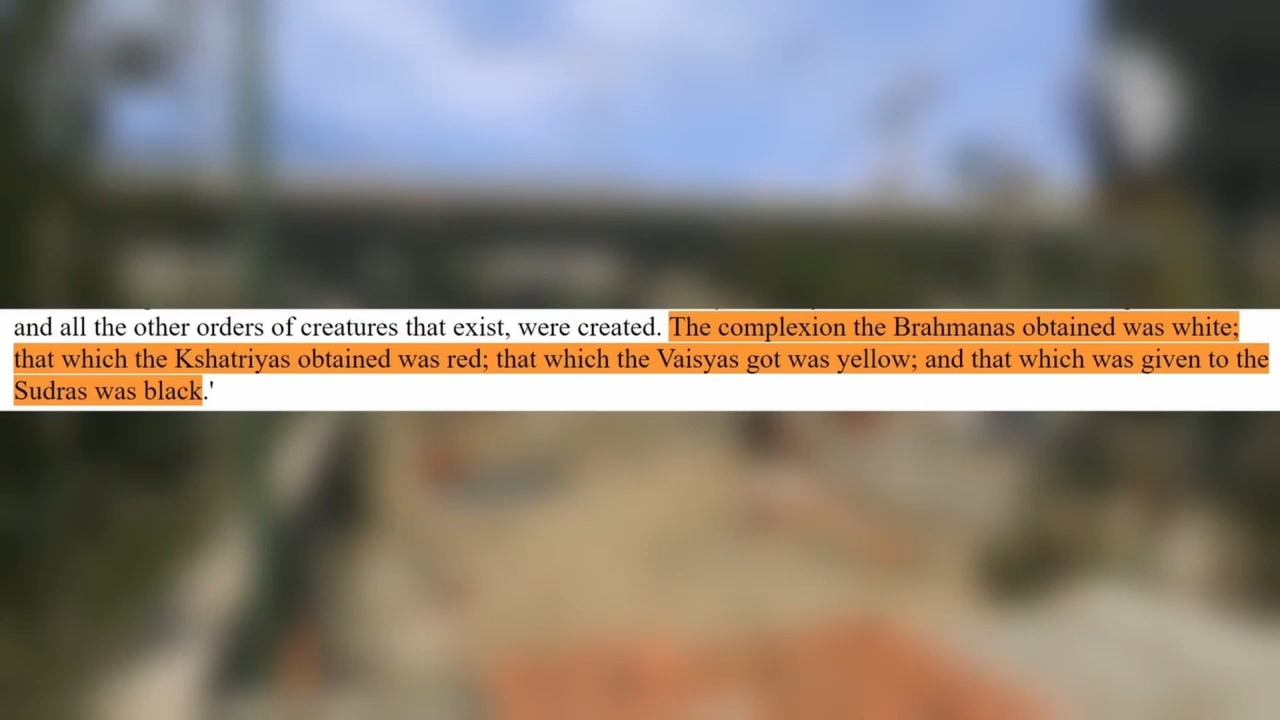 and all the other orders of creatures that exist, were created. The complexion the Brahmanas obtained was white;
that which the Kshatriyas obtained was red; that which the Vaisyas got was yellow; and that which was given to the
Sudras was black.'